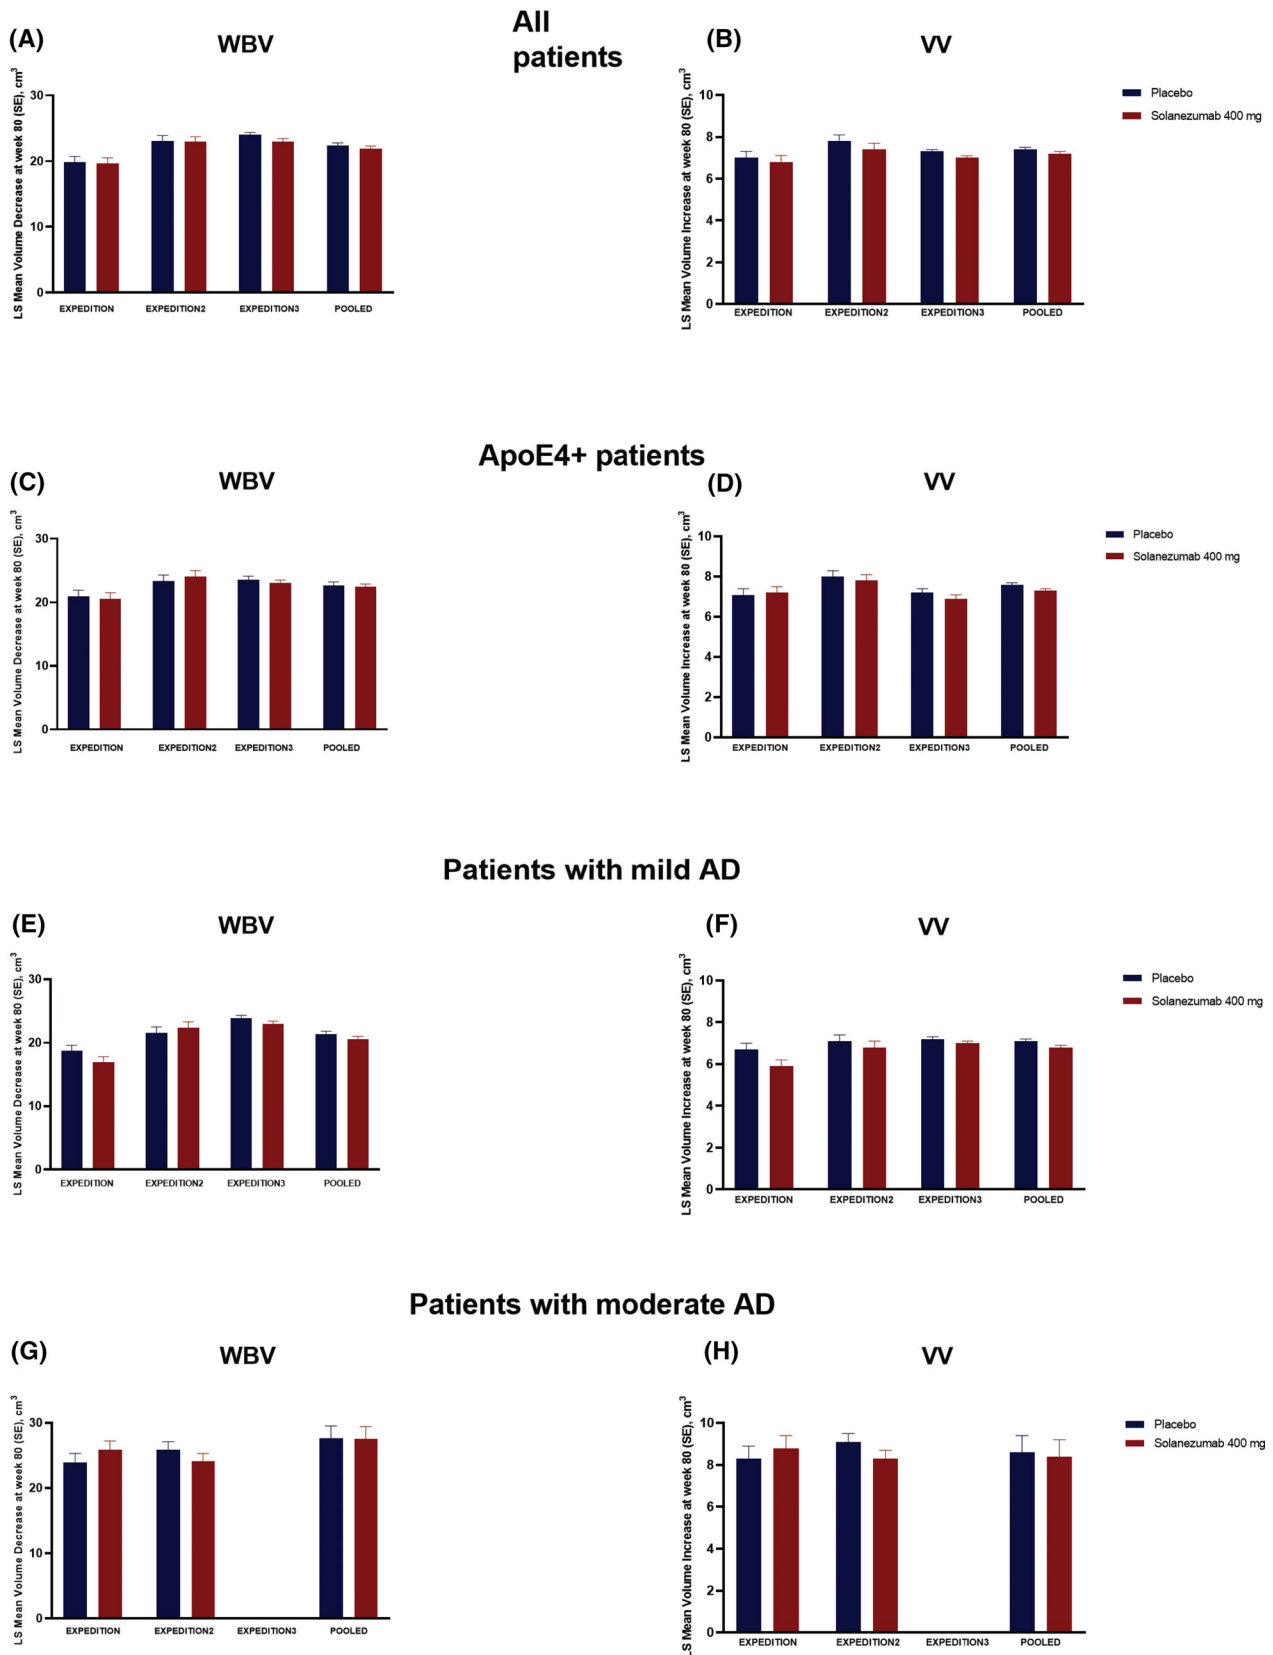 All
patients
(A)
WBV
LS Mean Volume Decrease at week 80 (SE), cm3
30
20
10
0
EXPEDITION
EXPEDITION2
EXPEDITION3
POOLED
(B)
VV
LS Mean Volume Increase at week 80 (SE), cm3
10
8
6
4
2
0
EXPEDITION
EXPEDITION2
EXPEDITION3
POOLED
Placebo
Solanezumab 400 mg
ApoE4+ patients
(C)
WBV
LS Mean Volume Decrease at week 80 (SE), cm3
30
20
10
0
EXPEDITION
EXPEDITION2
EXPEDITION3
POOLED
(D)
VV
LS Mean Volume Increase at week 80 (SE), cm3
10
8
6
4
2
0
EXPEDITION
EXPEDITION2
EXPEDITION3
POOLED
Placebo
Solanezumab 400 mg
Patients with mild AD
(E)
WBV
LS Mean Volume Decrease at week 80 (SE), cm3
30
20
10
0
EXPEDITION
EXPEDITION2
EXPEDITION3
POOLED
(F)
VV
LS Mean Volume Increase at week 80 (SE), cm3
10
8
6
4
2
0
EXPEDITION
EXPEDITION2
EXPEDITION3
POOLED
Placebo
Solanezumab 400 mg
Patients with moderate AD
(G)
WBV
LS Mean Volume Decrease at week 80 (SE), cm3
30
20
10
0
EXPEDITION
EXPEDITION2
EXPEDITION3
POOLED
(H)
VV
LS Mean Volume Increase at week 80 (SE), cm3
10
8
6
4
2
0
EXPEDITION
EXPEDITION2
EXPEDITION3
POOLED
Placebo
Solanezumab 400 mg